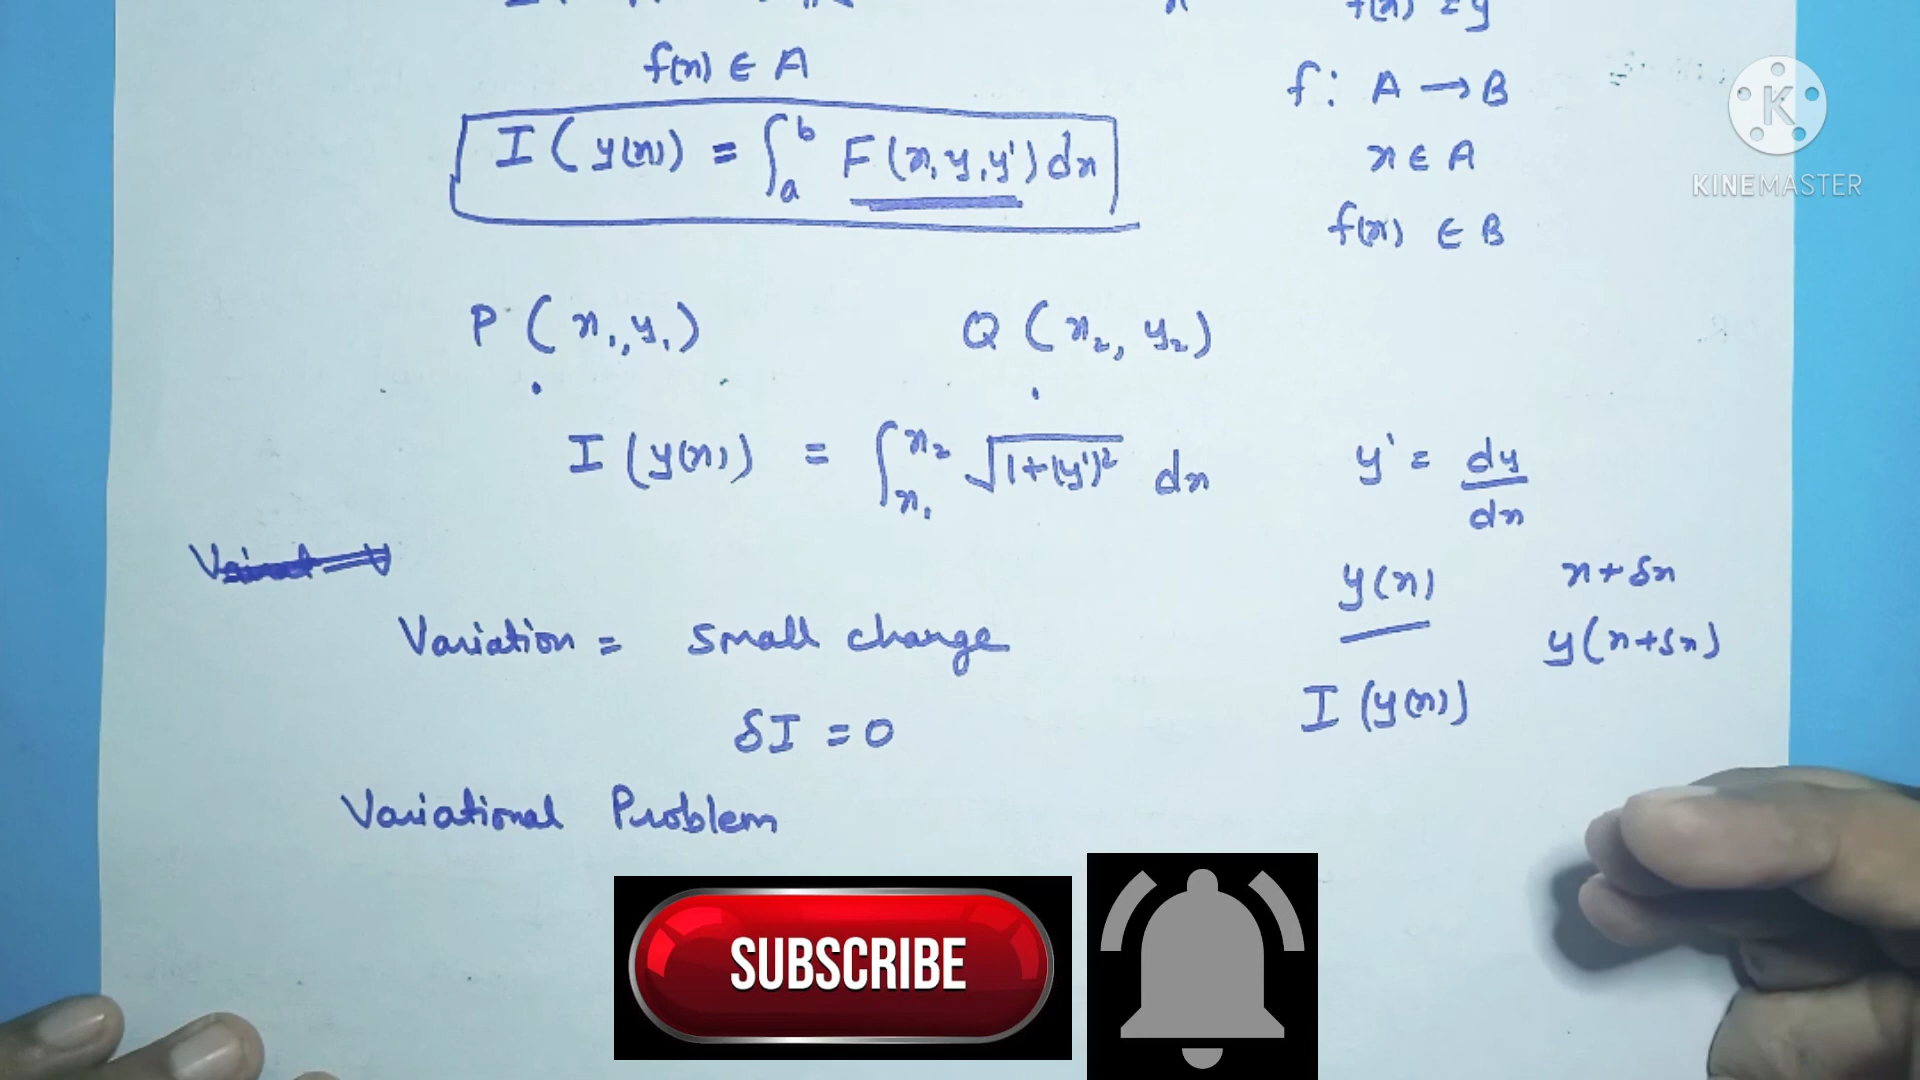 f(x) = y
f(x) ∈ A
f: A → B
I (y(x)) = ∫_a^b F(x, y, y') dx
x ∈ A
KINEMASTER
f(x) ∈ B
P (x₁, y₁) Q (x₂, y₂)
I (y(x)) = ∫_{x₁}^{x₂} √(1+(y')²) dx y' = dy/dx
y(x) x+δx
Variation = Small change y(x+δx)
I (y(x))
δI = 0
Variational Problem
SUBSCRIBE